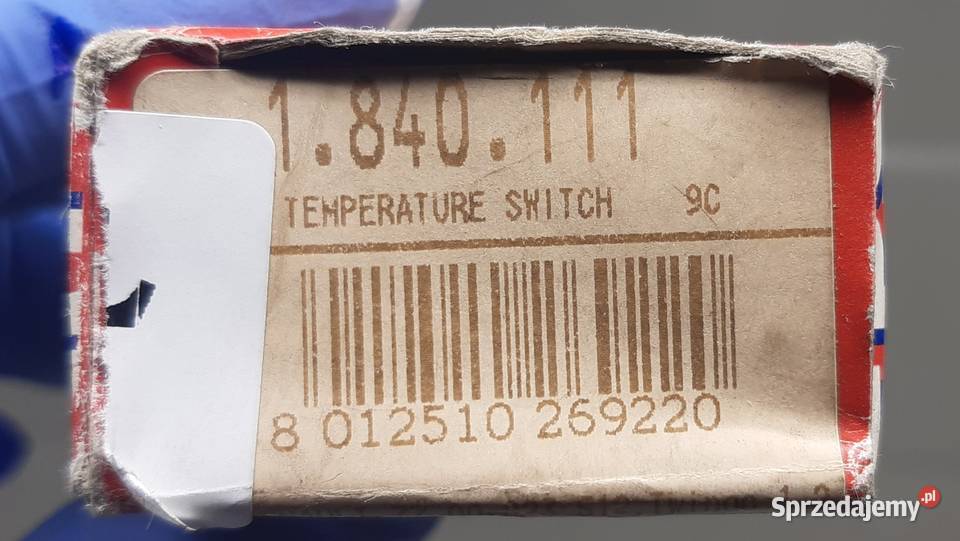 1.840.111
TEMPERATURE SWITCH 9C
8 012510 269220
Sprzedajemy.pl